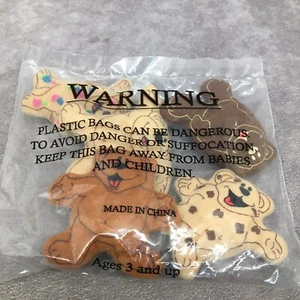 WARNING
PLASTIC BAGS CAN BE DANGEROUS.
TO AVOID DANGER OR SUFFOCATION,
KEEP THIS BAG AWAY FROM BABIES
AND CHILDREN.
MADE IN CHINA
Ages 3 and up